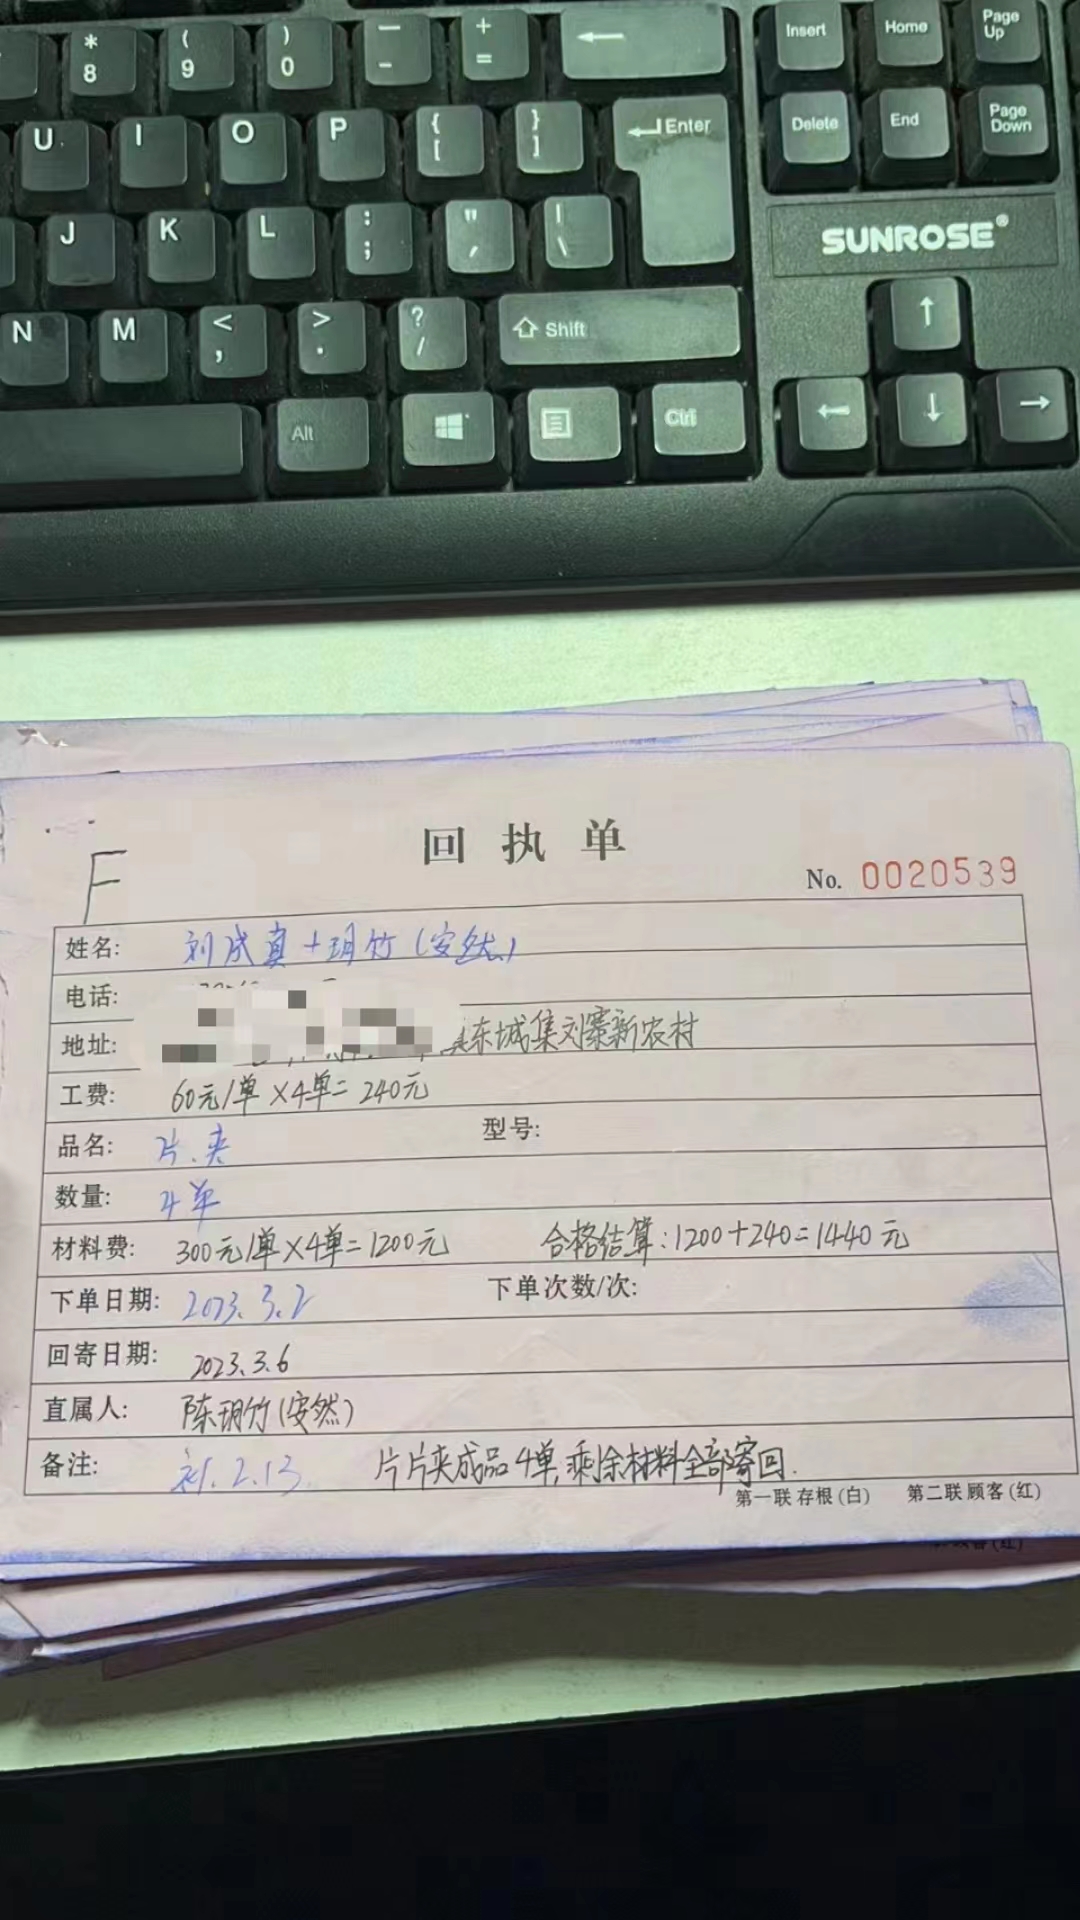 * ( ) — +
8 9 0 - =
Insert Home Page Up
U I O P { [ } ] Enter
Delete End Page Down
J K L : ; " ' | \
SUNROSE®
N M < , > . ? / Shift
Alt Ctrl
F
回执单
No. 0020539
姓名: 刘成真+玥竹(安然)
电话:
地址: 东城集刘寨新农村
工费: 60元/单×4单=240元
品名: 片.夹 型号:
数量: 4单
材料费: 300元/单×4单=1200元 合格结算:1200+240=1440元
下单日期: 2023.3.2 下单次数/次:
回寄日期: 2023.3.6
直属人: 陈玥竹(安然)
备注: 2.13. 片片夹成品4单,剩余材料全部寄回.
第一联 存根(白) 第二联 顾客(红)